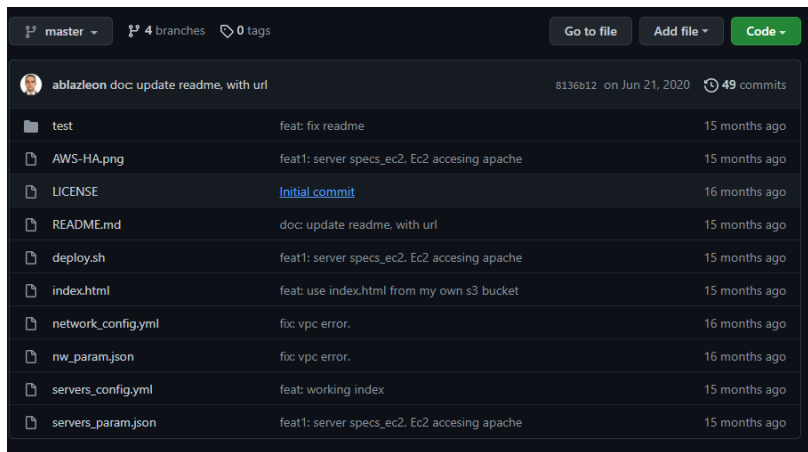 master 4 branches 0 tags Go to file Add file Code
ablazleon doc: update readme, with url 8136b12 on Jun 21, 2020 49 commits
test feat: fix readme 15 months ago
AWS-HA.png feat1: server specs_ec2. Ec2 accesing apache 15 months ago
LICENSE Initial commit 16 months ago
README.md doc: update readme, with url 15 months ago
deploy.sh feat1: server specs_ec2. Ec2 accesing apache 15 months ago
index.html feat: use index.html from my own s3 bucket 15 months ago
network_config.yml fix: vpc error. 16 months ago
nw_param.json fix: vpc error. 16 months ago
servers_config.yml feat: working index 15 months ago
servers_param.json feat1: server specs_ec2. Ec2 accesing apache 15 months ago